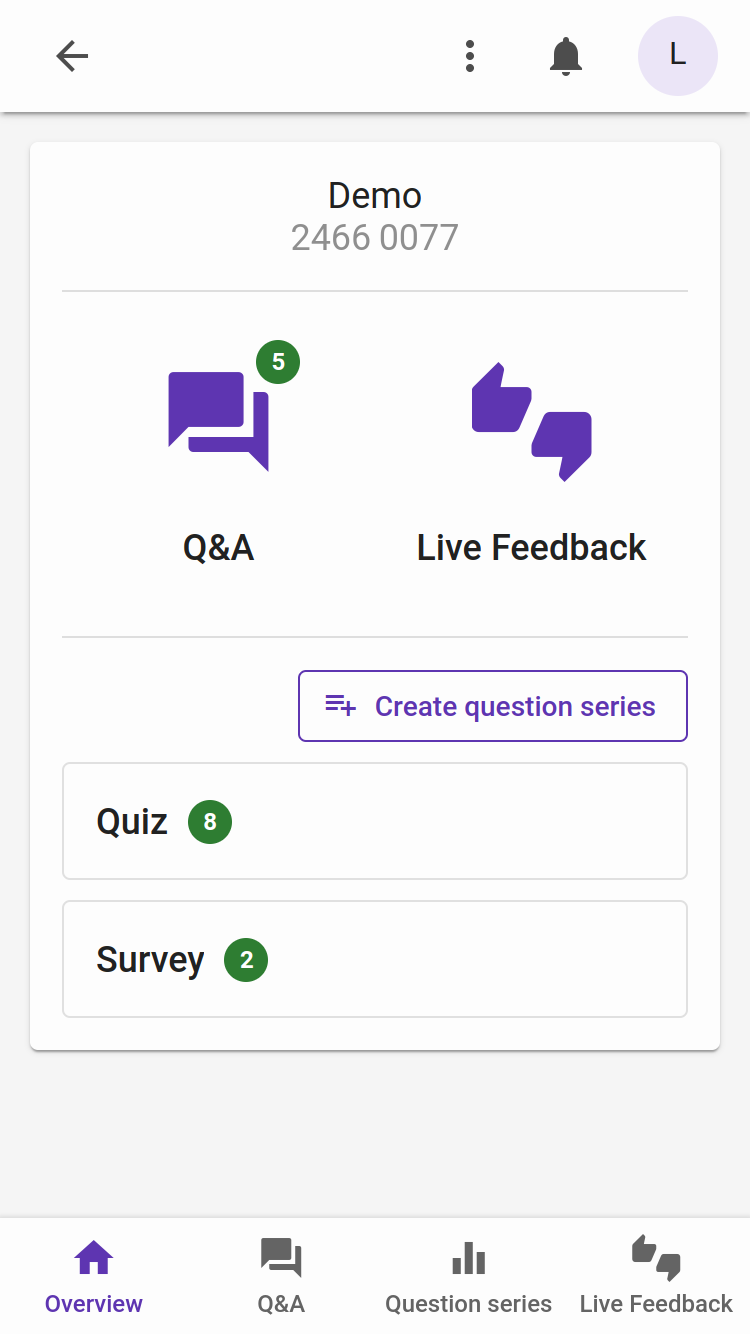 L
Demo
2466 0077
5
Q&A
Live Feedback
Create question series
Quiz 8
Survey 2
Overview
Q&A
Question series
Live Feedback